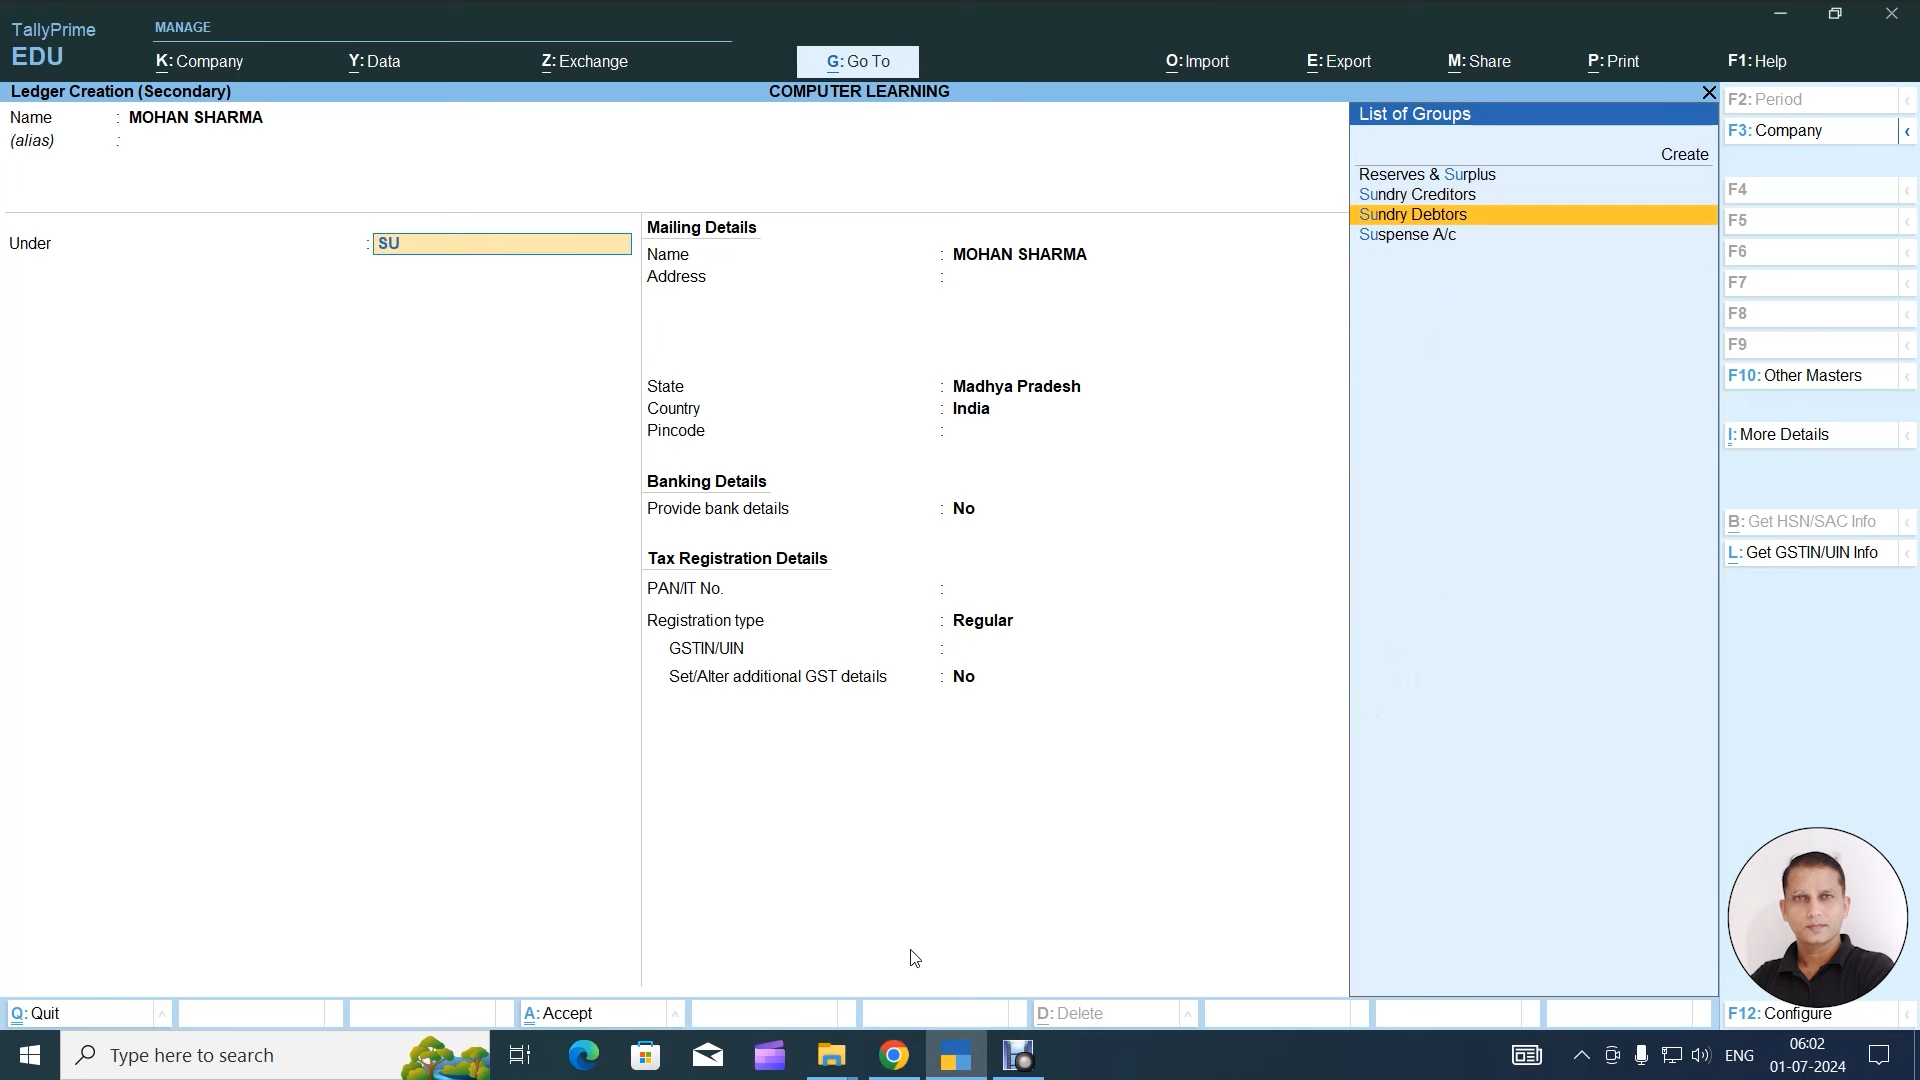 TallyPrime
EDU
MANAGE
K: Company
Y: Data
Z: Exchange
G: Go To
O: Import
E: Export
M: Share
P: Print
F1: Help
Ledger Creation (Secondary)
COMPUTER LEARNING
Name : MOHAN SHARMA
(alias) :
Under : SU
Mailing Details
Name : MOHAN SHARMA
Address :
State : Madhya Pradesh
Country : India
Pincode :
Banking Details
Provide bank details : No
Tax Registration Details
PAN/IT No. :
Registration type : Regular
GSTIN/UIN :
Set/Alter additional GST details : No
List of Groups
Create
Reserves & Surplus
Sundry Creditors
Sundry Debtors
Suspense A/c
F2: Period
F3: Company
F4
F5
F6
F7
F8
F9
F10: Other Masters
I: More Details
B: Get HSN/SAC Info
L: Get GSTIN/UIN Info
F12: Configure
Q: Quit
A: Accept
D: Delete
Type here to search
ENG
06:02
01-07-2024